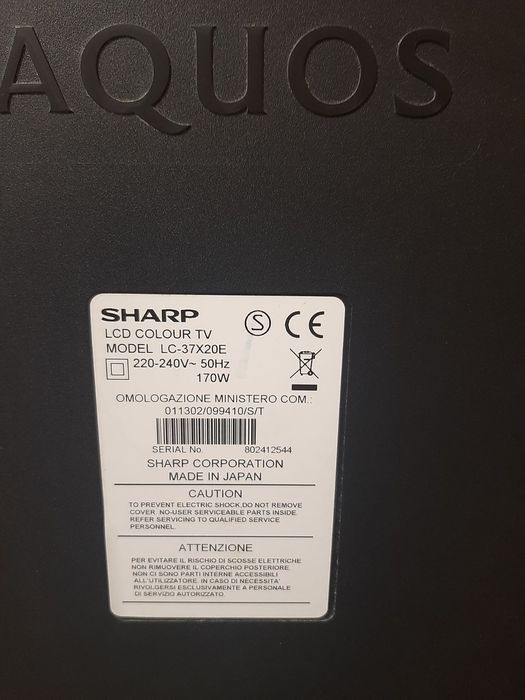 AQUOS
SHARP
LCD COLOUR TV
MODEL LC-37X20E
220-240V~ 50Hz
170W
S CE
OMOLOGAZIONE MINISTERO COM.:
011302/099410/S/T
SERIAL No. 802412544
SHARP CORPORATION
MADE IN JAPAN
CAUTION
TO PREVENT ELECTRIC SHOCK,DO NOT REMOVE
COVER. NO-USER SERVICEABLE PARTS INSIDE.
REFER SERVICING TO QUALIFIED SERVICE
PERSONNEL.
ATTENZIONE
PER EVITARE IL RISCHIO DI SCOSSE ELETTRICHE
NON RIMUOVERE IL COPERCHIO POSTERIORE.
NON CI SONO PARTI INTERNE ACCESSIBILI
ALL'UTILIZZATORE. IN CASO DI NECESSITA'
RIVOLGERSI ESCLUSIVAMENTE A PERSONALE
DI SERVIZIO AUTORIZZATO.